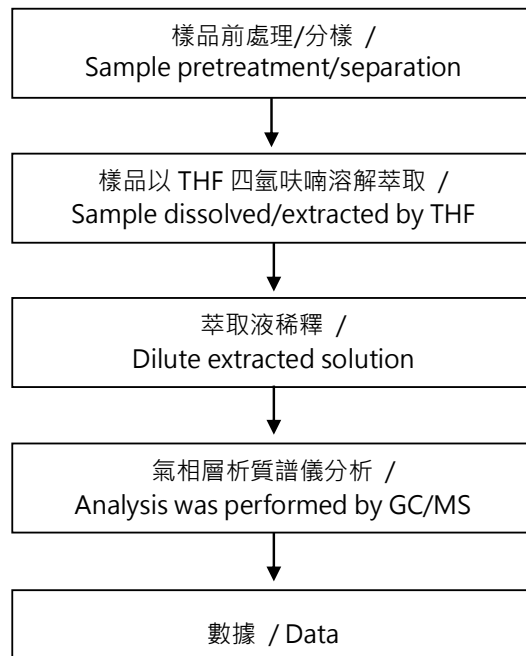 樣品前處理/分樣 /
Sample pretreatment/separation
樣品以 THF 四氫呋喃溶解萃取 /
Sample dissolved/extracted by THF
萃取液稀釋 /
Dilute extracted solution
氣相層析質譜儀分析 /
Analysis was performed by GC/MS
數據 / Data